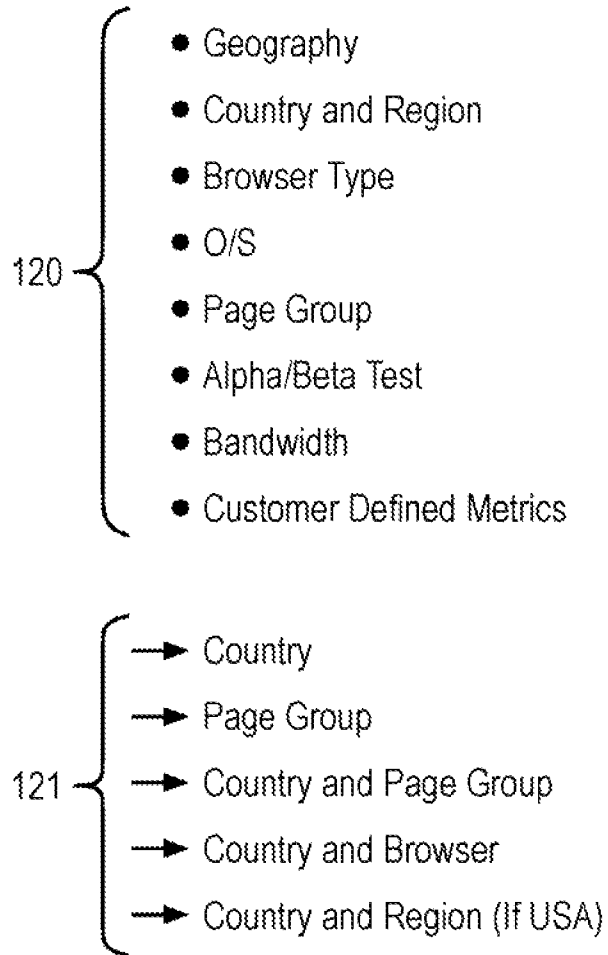 ● Geography
● Country and Region
● Browser Type
120
● O/S
● Page Group
● Alpha/Beta Test
● Bandwidth
● Customer Defined Metrics
→ Country
→ Page Group
121
→ Country and Page Group
→ Country and Browser
→ Country and Region (If USA)